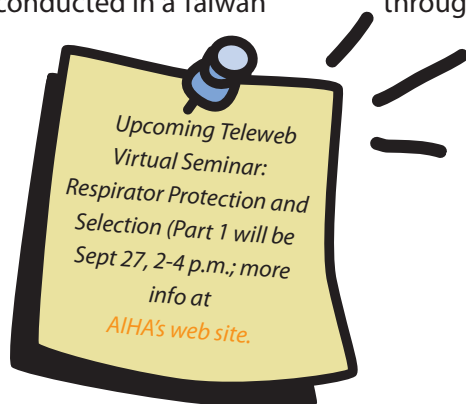 conducted in a Taiwan
throug
Upcoming Teleweb
Virtual Seminar:
Respirator Protection and
Selection (Part 1 will be
Sept 27, 2-4 p.m.; more
info at
AIHA's web site.